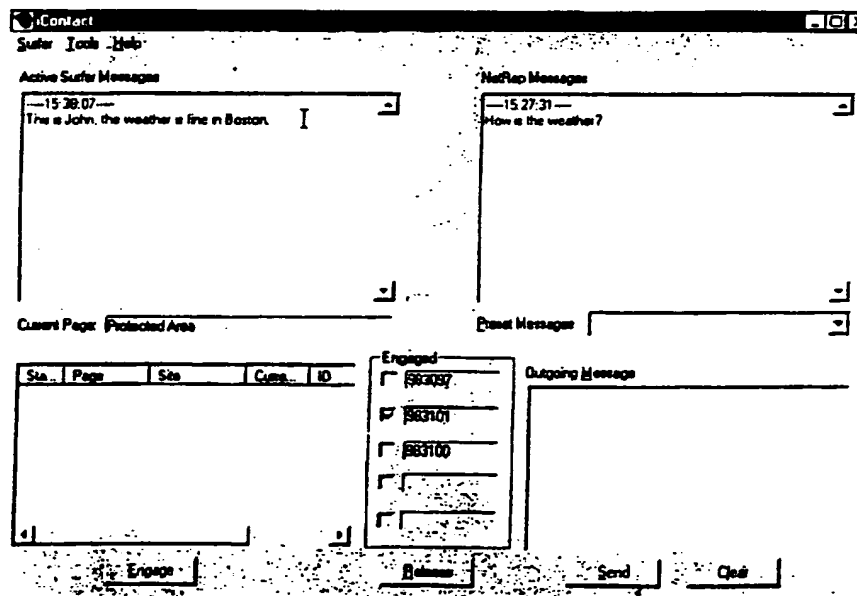 iContact
Surfer Tools Help
Active Surfer Messages
----15:38:07----
This is John, the weather is fine in Boston.
NetRep Messages
----15:27:31----
How is the weather?
Current Page: Protected Area
Preset Messages
Sta... Page Site Curre... ID
Engaged
983097
983101
983100
Outgoing Message
Engage
Release
Send
Clear